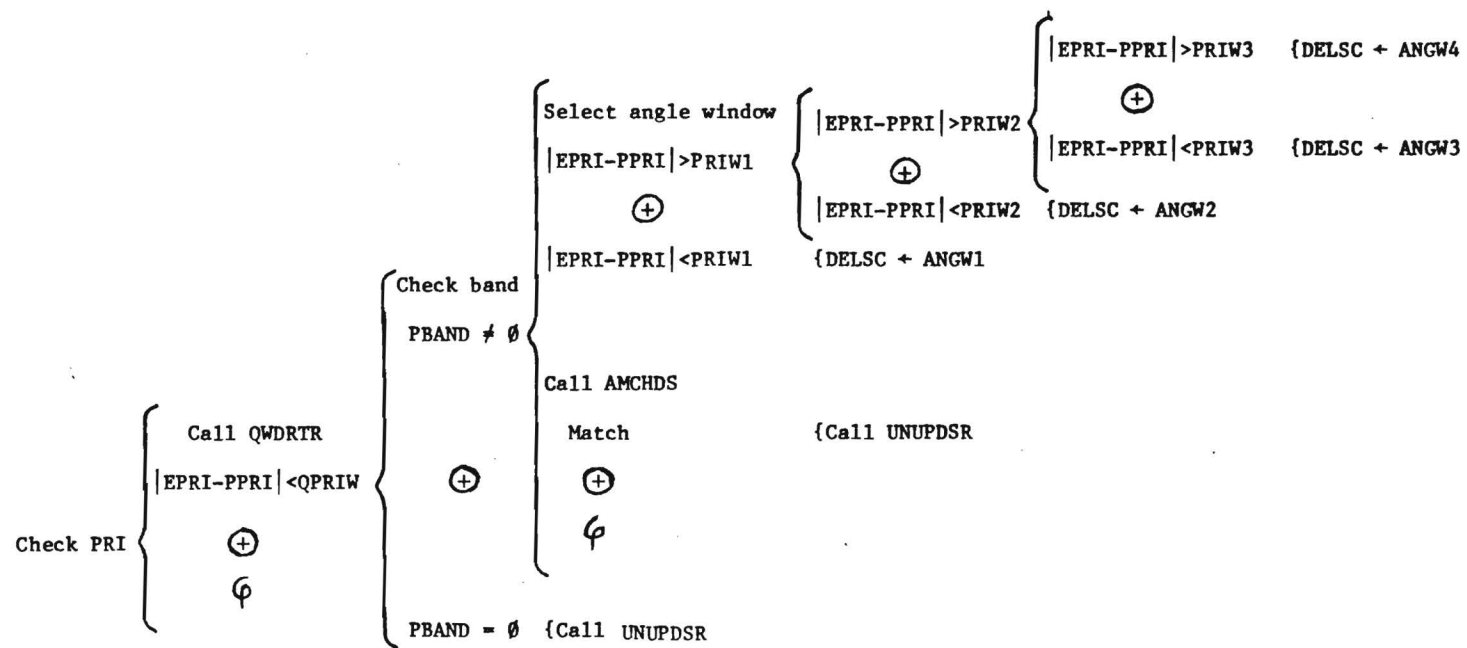 |EPRI-PPRI|>PRIW3 {DELSC ← ANGW4
⊕
Select angle window
|EPRI-PPRI|>PRIW2
|EPRI-PPRI|<PRIW3 {DELSC ← ANGW3
|EPRI-PPRI|>PRIW1
⊕
⊕
|EPRI-PPRI|<PRIW2 {DELSC ← ANGW2
|EPRI-PPRI|<PRIW1 {DELSC ← ANGW1
Check band
PBAND ≠ Ø
Call AMCHDS
Call QWDRTR
Match {Call UNUPDSR
|EPRI-PPRI|<QPRIW
⊕
⊕
Check PRI
⊕
φ
φ
PBAND = Ø {Call UNUPDSR